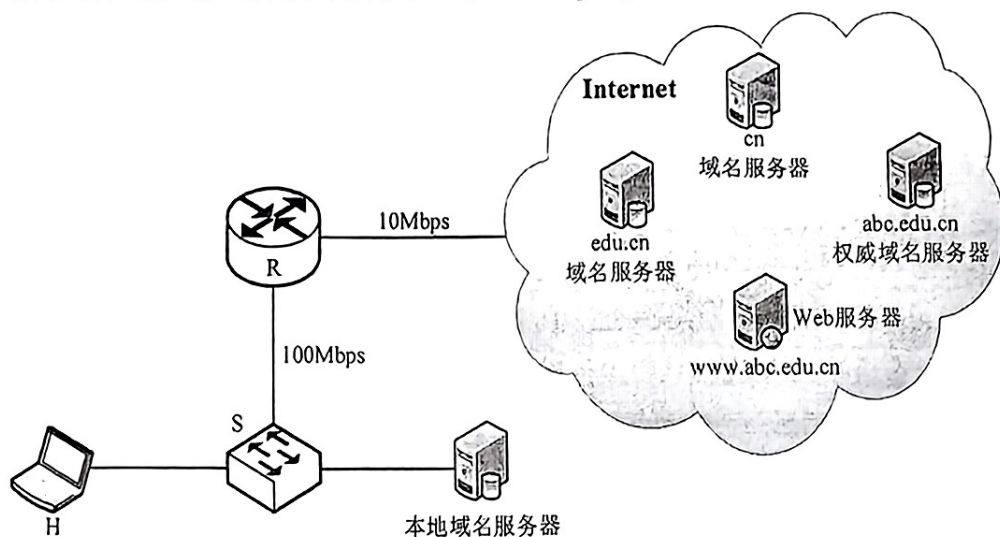 Internet
cn
域名服务器
edu.cn
域名服务器
abc.edu.cn
权威域名服务器
10Mbps
R
Web服务器
www.abc.edu.cn
100Mbps
S
H
本地域名服务器